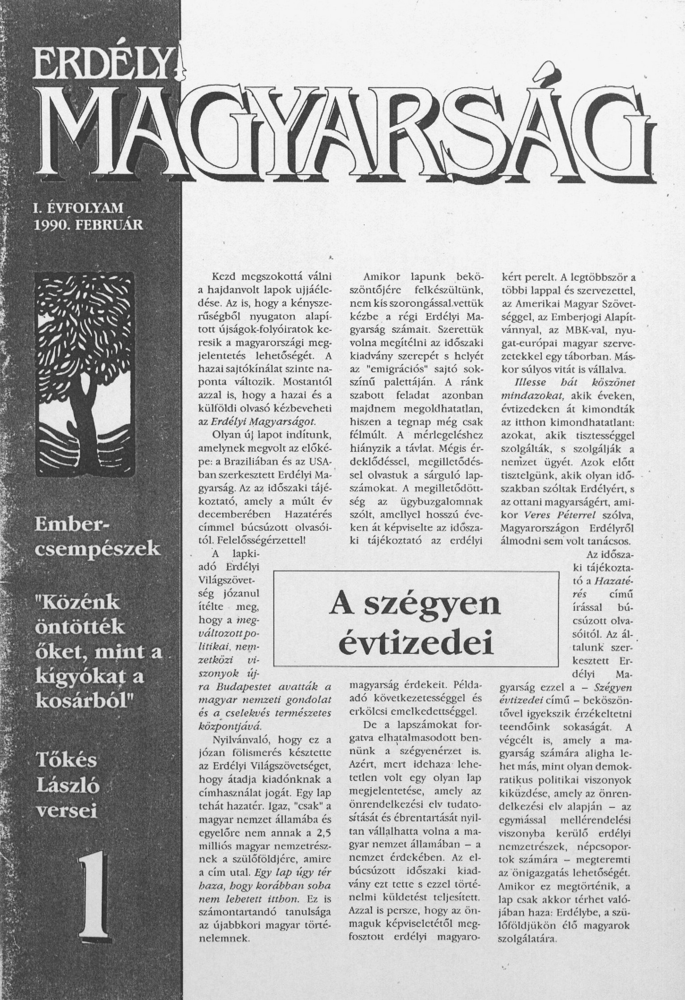 ERDÉLYI
MAGYARSÁG
I. ÉVFOLYAM
1990. FEBRUÁR
Ember-
csempészek
"Közénk
öntötték
őket, mint a
kígyókat a
kosárból"
Tőkés
László
versei
1
Kezd megszokottá válni
a hajdanvolt lapok ujjáéle-
dése. Az is, hogy a kénysze-
rűségből nyugaton alapí-
tott újságok-folyóiratok ke-
resik a magyarországi meg-
jelentetés lehetőségét. A
hazai sajtókínálat szinte na-
ponta változik. Mostantól
azzal is, hogy a hazai és a
külföldi olvasó kézbeveheti
az Erdélyi Magyarságot.
Olyan új lapot indítunk,
amelynek megvolt az előké-
pe: a Braziliában és az USA-
ban szerkesztett Erdélyi Ma-
gyarság. Az az időszaki tájé-
koztató, amely a múlt év
decemberében Hazatérés
címmel búcsúzott olvasói-
tól. Felelősségérzettel!
A lapki-
adó Erdélyi
Világszövet-
ség józanul
ítélte meg,
hogy a meg-
változott po-
litikai, nem-
zetközi vi-
szonyok új-
ra Budapestet avatták a
magyar nemzeti gondolat
és a cselekvés természetes
központjává.
Nyilvánvaló, hogy ez a
józan fölismerés késztette
az Erdélyi Világszövetséget,
hogy átadja kiadónknak a
címhasználat jogát. Egy lap
tehát hazatér. Igaz, "csak" a
magyar nemzet államába és
egyelőre nem annak a 2,5
milliós magyar nemzetrész-
nek a szülőföldjére, amire
a cím utal. Egy lap úgy tér
haza, hogy korábban soha
nem lehetett itthon. Ez is
számontartandó tanulsága
az újabbkori magyar törté-
nelemnek.
Amikor lapunk bekö-
szöntőjére felkészültünk,
nem kis szorongással vettük
kézbe a régi Erdélyi Ma-
gyarság számait. Szerettük
volna megítélni az időszaki
kiadvány szerepét s helyét
az "emigrációs" sajtó sok-
színű palettáján. A ránk
szabott feladat azonban
majdnem megoldhatatlan,
hiszen a tegnap még csak
félmúlt. A mérlegeléshez
hiányzik a távlat. Mégis ér-
deklődéssel, megilletődés-
sel olvastuk a sárguló lap-
számokat. A megilletődött-
ség az ügybuzgalomnak
szólt, amellyel hosszú éve-
ken át képviselte az idősza-
ki tájékoztató az erdélyi
A szégyen
évtizedei
magyarság érdekeit. Példa-
adó következetességgel és
erkölcsi emelkedettséggel.
De a lapszámokat for-
gatva elhatalmasodott ben-
nünk a szégyenérzet is.
Azért, mert idehaza lehe-
tetlen volt egy olyan lap
megjelentetése, amely az
önrendelkezési elv tudato-
sítását és ébrentartását nyíl-
tan vállalhatta volna a ma-
gyar nemzet államában – a
nemzet érdekében. Az el-
búcsúzott időszaki kiad-
vány ezt tette s ezzel törté-
nelmi küldetést teljesített.
Azzal is persze, hogy az ön-
maguk képviseletétől meg-
fosztott erdélyi magyaro-
kért perelt. A legtöbbször a
többi lappal és szervezettel,
az Amerikai Magyar Szövet-
séggel, az Emberjogi Alapít-
vánnyal, az MBK-val, nyu-
gat-európai magyar szerve-
zetekkel egy táborban. Más-
kor súlyos vitát is vállalva.
Illesse hát köszönet
mindazokat, akik éveken,
évtizedeken át kimondták
az itthon kimondhatatlant:
azokat, akik tisztességgel
szolgálták, s szolgálják a
nemzet ügyét. Azok előtt
tisztelgünk, akik olyan idő-
szakban szóltak Erdélyért, s
az ottani magyarságért, ami-
kor Veres Péterrel szólva,
Magyarországon Erdélyről
álmodni sem volt tanácsos.
Az idősza-
ki tájékozta-
tó a Hazaté-
rés című
írással bú-
csúzott olva-
sóitól. Az ál-
talunk szer-
kesztett Er-
délyi Ma-
gyarság ezzel a – Szégyen
évtizedei című – beköszön-
tővel igyekszik érzékeltetni
teendőink sokaságát. A
végcélt is, amely a ma-
gyarság számára aligha le-
het más, mint olyan demok-
ratikus politikai viszonyok
kiküzdése, amely az önren-
delkezési elv alapján – az
egymással mellérendelési
viszonyba kerülő erdélyi
nemzetrészek, népcsopor-
tok számára – megteremti
az önigazgatás lehetőségét.
Amikor ez megtörténik, a
lap csak akkor térhet való-
jában haza: Erdélybe, a szü-
lőföldjükön élő magyarok
szolgálatára.